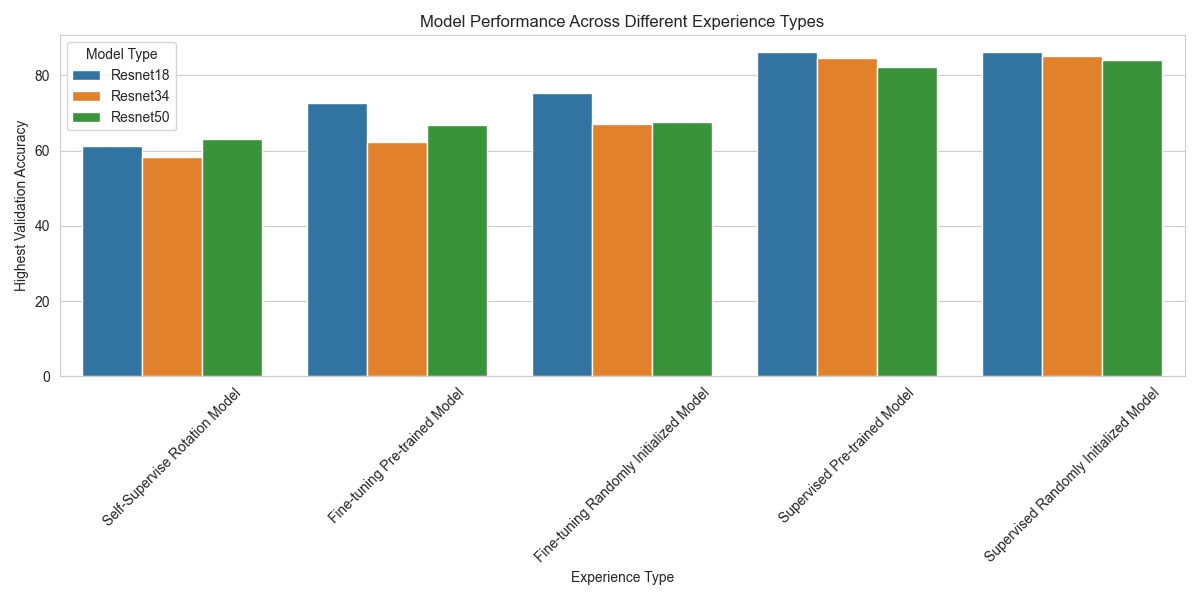 Model Performance Across Different Experience Types
Model Type
Resnet18
Resnet34
Resnet50
Highest Validation Accuracy
80
60
40
20
0
Self-Supervise Rotation Model
Fine-tuning Pre-trained Model
Fine-tuning Randomly Initialized Model
Supervised Pre-trained Model
Supervised Randomly Initialized Model
Experience Type